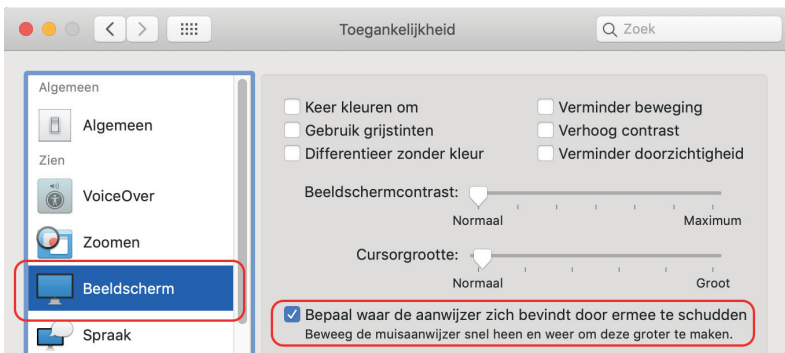 Toegankelijkheid
Zoek
Algemeen
Algemeen
Zien
VoiceOver
Zoomen
Beeldscherm
Spraak
Keer kleuren om
Verminder beweging
Gebruik grijstinten
Verhoog contrast
Differentieer zonder kleur
Verminder doorzichtigheid
Beeldschermcontrast:
Normaal
Maximum
Cursorgrootte:
Normaal
Groot
Bepaal waar de aanwijzer zich bevindt door ermee te schudden
Beweeg de muisaanwijzer snel heen en weer om deze groter te maken.